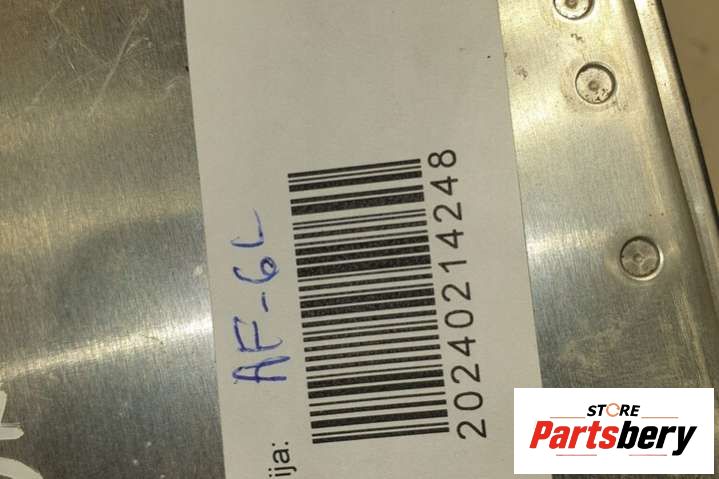 AF-6L
20240214248
ija:
STORE
Partsbery